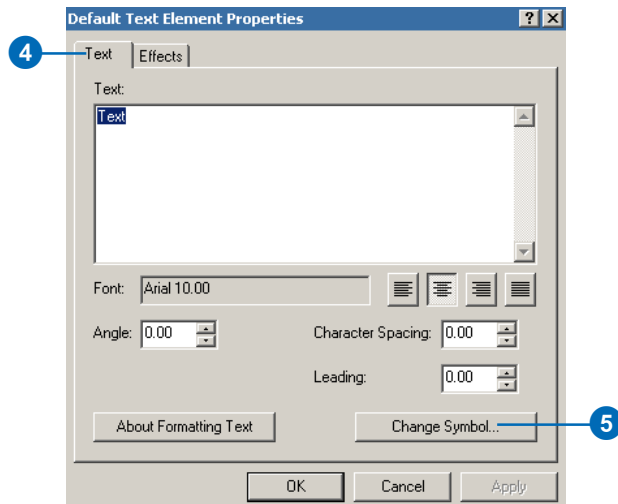 Default Text Element Properties
4
Text Effects
Text:
Text
Font: Arial 10.00
Angle: 0.00 Character Spacing: 0.00
Leading: 0.00
About Formatting Text Change Symbol... 5
OK Cancel Apply